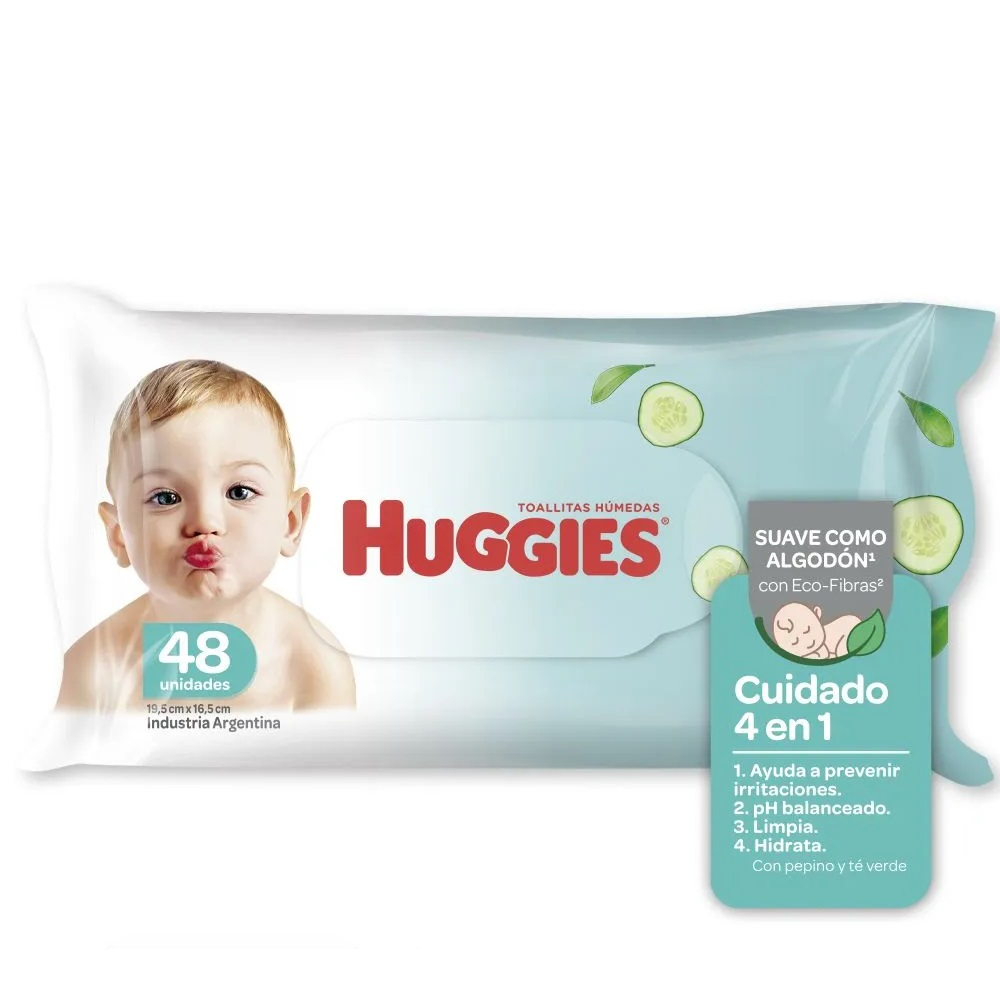 TOALLITAS HÚMEDAS
HUGGIES®
48
unidades
19,5 cm x 16,5 cm
Industria Argentina
SUAVE COMO
ALGODÓN¹
con Eco-Fibras²
Cuidado
4 en 1
1. Ayuda a prevenir
irritaciones.
2. pH balanceado.
3. Limpia.
4. Hidrata.
Con pepino y té verde